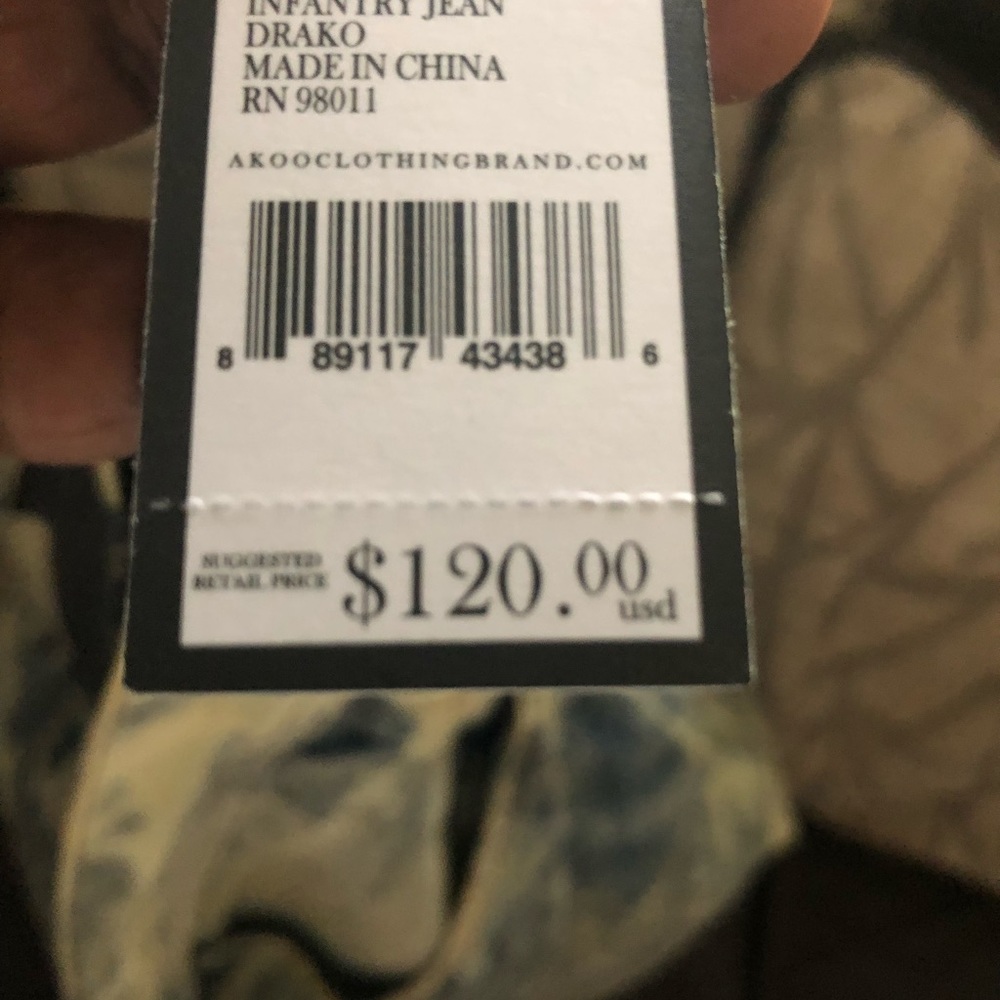 INFANTRY JEAN
DRAKO
MADE IN CHINA
RN 98011
AKOOCLOTHINGBRAND.COM
8 89117 43438 6
SUGGESTED
RETAIL PRICE $120.00
usd